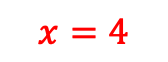 x = 4